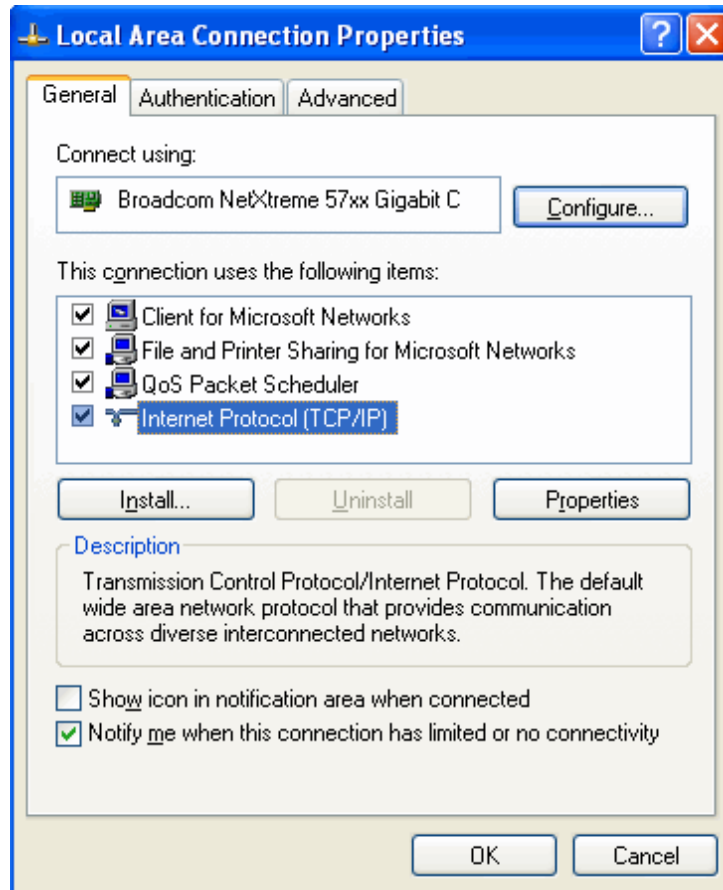 Local Area Connection Properties
General Authentication Advanced
Connect using:
Broadcom NetXtreme 57xx Gigabit C
Configure...
This connection uses the following items:
Client for Microsoft Networks
File and Printer Sharing for Microsoft Networks
QoS Packet Scheduler
Internet Protocol (TCP/IP)
Install... Uninstall Properties
Description
Transmission Control Protocol/Internet Protocol. The default
wide area network protocol that provides communication
across diverse interconnected networks.
Show icon in notification area when connected
Notify me when this connection has limited or no connectivity
OK Cancel